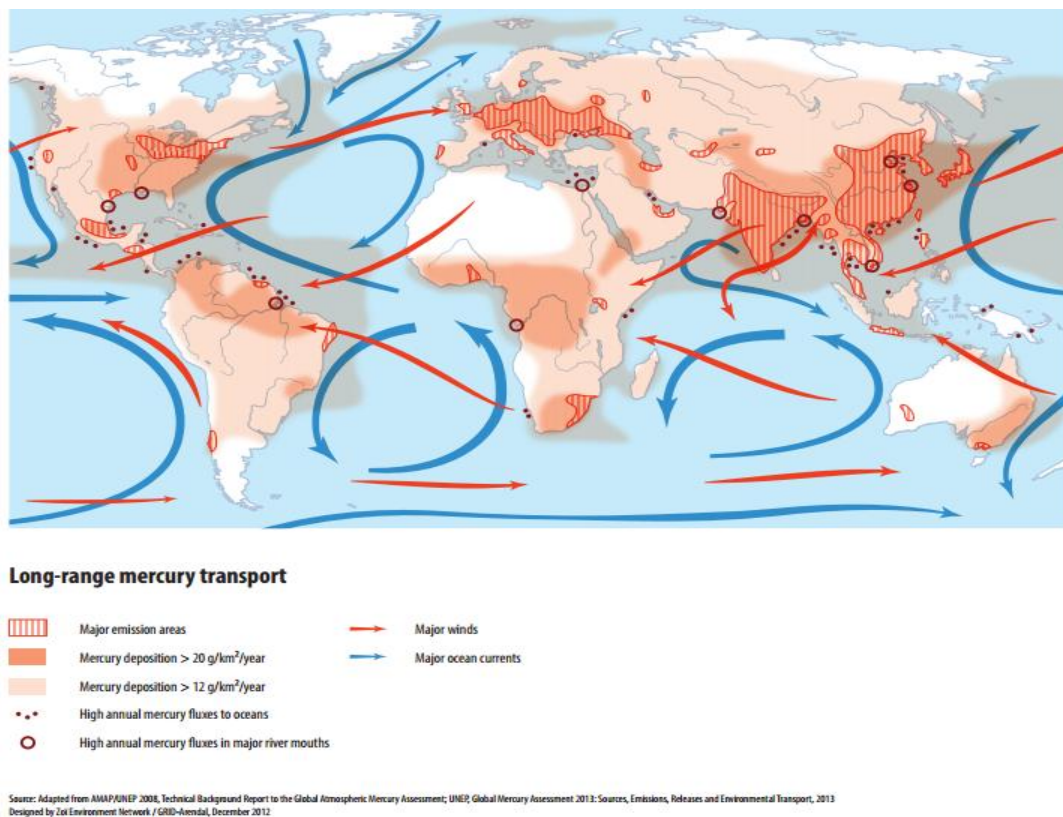 Long-range mercury transport
Major emission areas
Mercury deposition > 20 g/km²/year
Mercury deposition > 12 g/km²/year
High annual mercury fluxes to oceans
High annual mercury fluxes in major river mouths
Major winds
Major ocean currents
Source: Adapted from AMAP/UNEP 2008, Technical Background Report to the Global Atmospheric Mercury Assessment; UNEP, Global Mercury Assessment 2013: Sources, Emissions, Releases and Environmental Transport, 2013
Designed by Zoï Environment Network / GRID-Arendal, December 2012